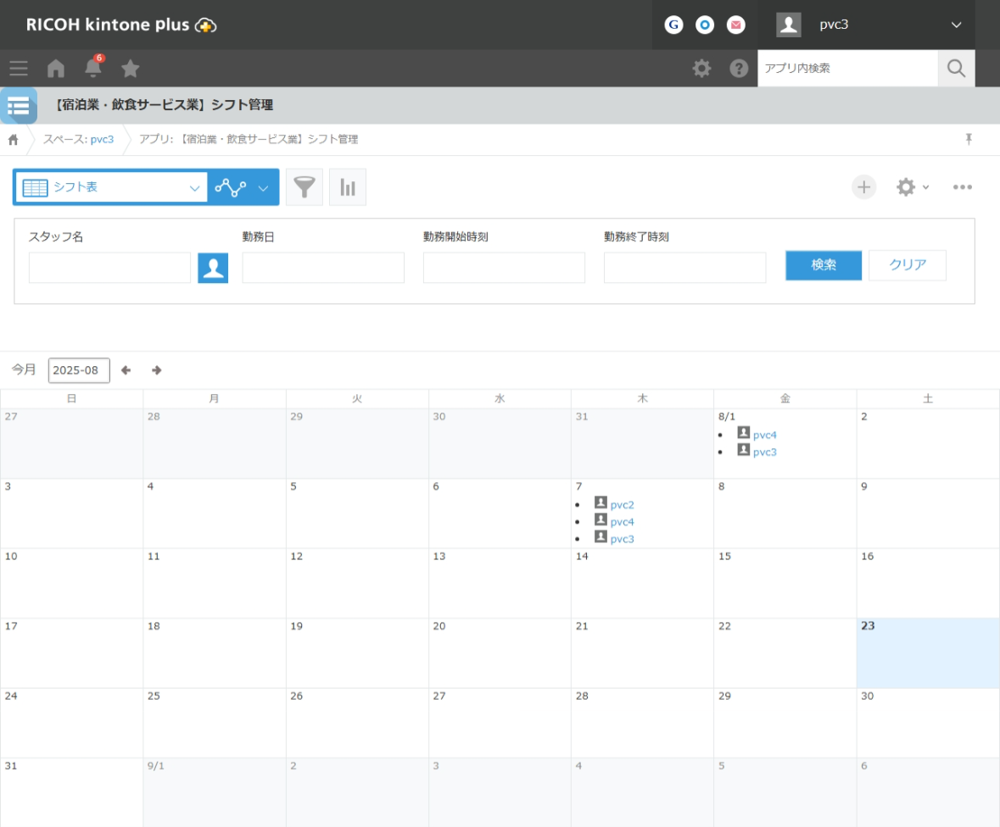 RICOH kintone plus
G
pvc3
6
アプリ内検索
【宿泊業・飲食サービス業】シフト管理
スペース: pvc3 アプリ: 【宿泊業・飲食サービス業】シフト管理
シフト表
スタッフ名 勤務日 勤務開始時刻 勤務終了時刻
検索 クリア
今月 2025-08
日 月 火 水 木 金 土
27 28 29 30 31 8/1 2
pvc4
pvc3
3 4 5 6 7 8 9
pvc2
pvc4
pvc3
10 11 12 13 14 15 16
17 18 19 20 21 22 23
24 25 26 27 28 29 30
31 9/1 2 3 4 5 6